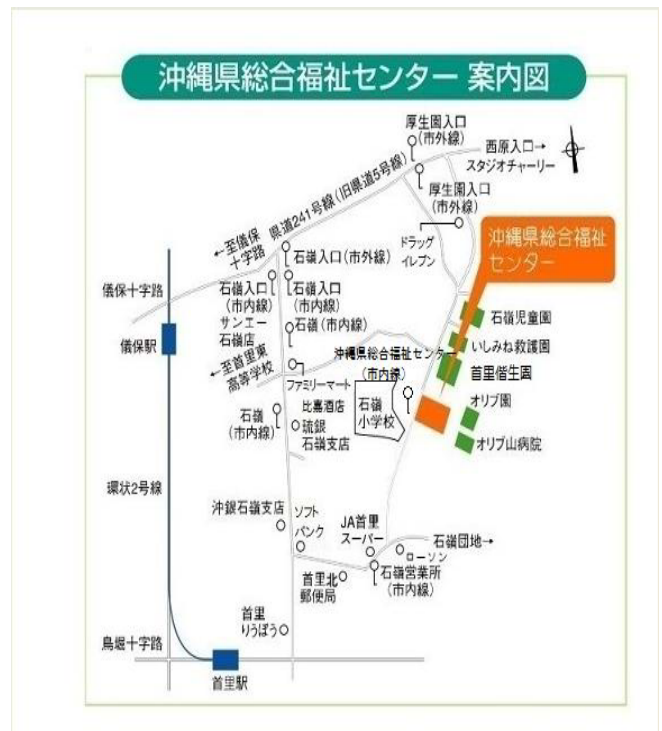 沖縄県総合福祉センター 案内図
厚生園入口
(市外線)
西原入口→
スタジオチャーリー
県道241号線(旧県道5号線)
厚生園入口
(市外線)
ドラッグ
イレブン
沖縄県総合福祉
センター
←至儀保
十字路
石嶺入口(市外線)
儀保十字路
石嶺入口
(市内線)
石嶺入口
(市内線)
サンエー
石嶺店
石嶺(市内線)
石嶺児童園
儀保駅
←至首里東
高等学校
沖縄県総合福祉センター
(市内線)
いしみね救護園
首里偕生園
ファミリーマート
石嶺
(市内線)
比嘉酒店
琉銀
石嶺支店
石嶺
小学校
オリブ園
オリブ山病院
環状2号線
沖銀石嶺支店
ソフト
バンク
JA首里
スーパー
石嶺団地→
ローソン
首里北
郵便局
石嶺営業所
(市内線)
首里
りうぼう
鳥堀十字路
首里駅